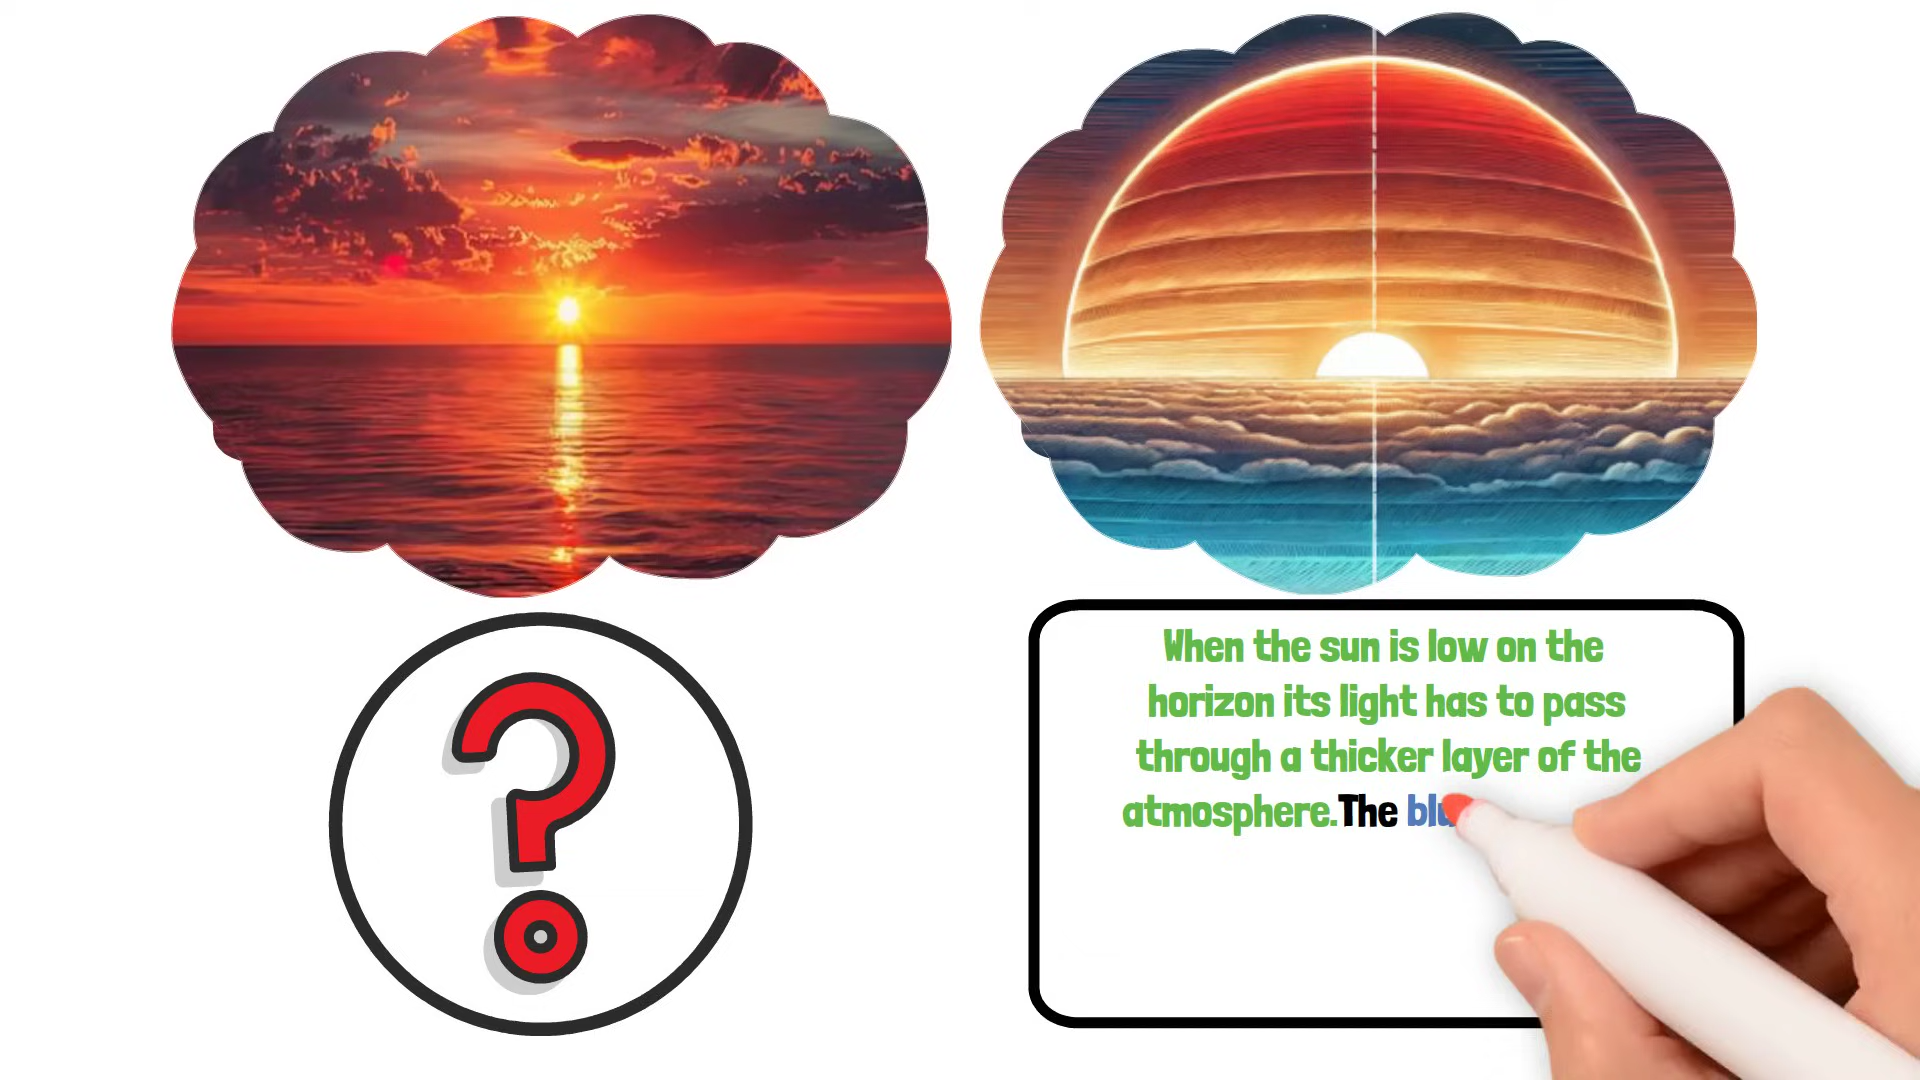 When the sun is low on the
horizon its light has to pass
through a thicker layer of the
atmosphere.The